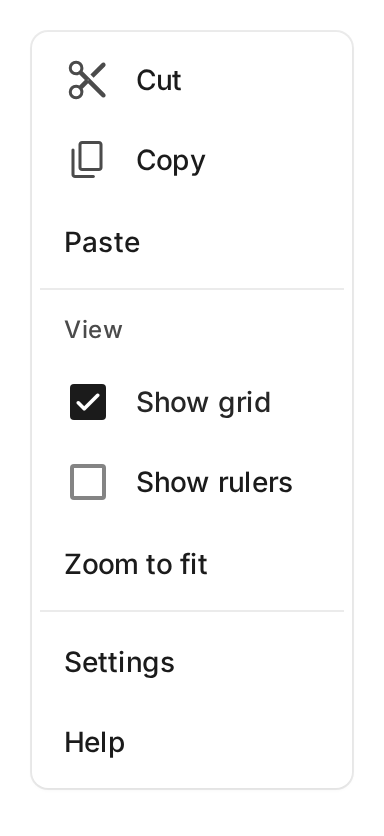 Cut
Copy
Paste
View
Show grid
Show rulers
Zoom to fit
Settings
Help